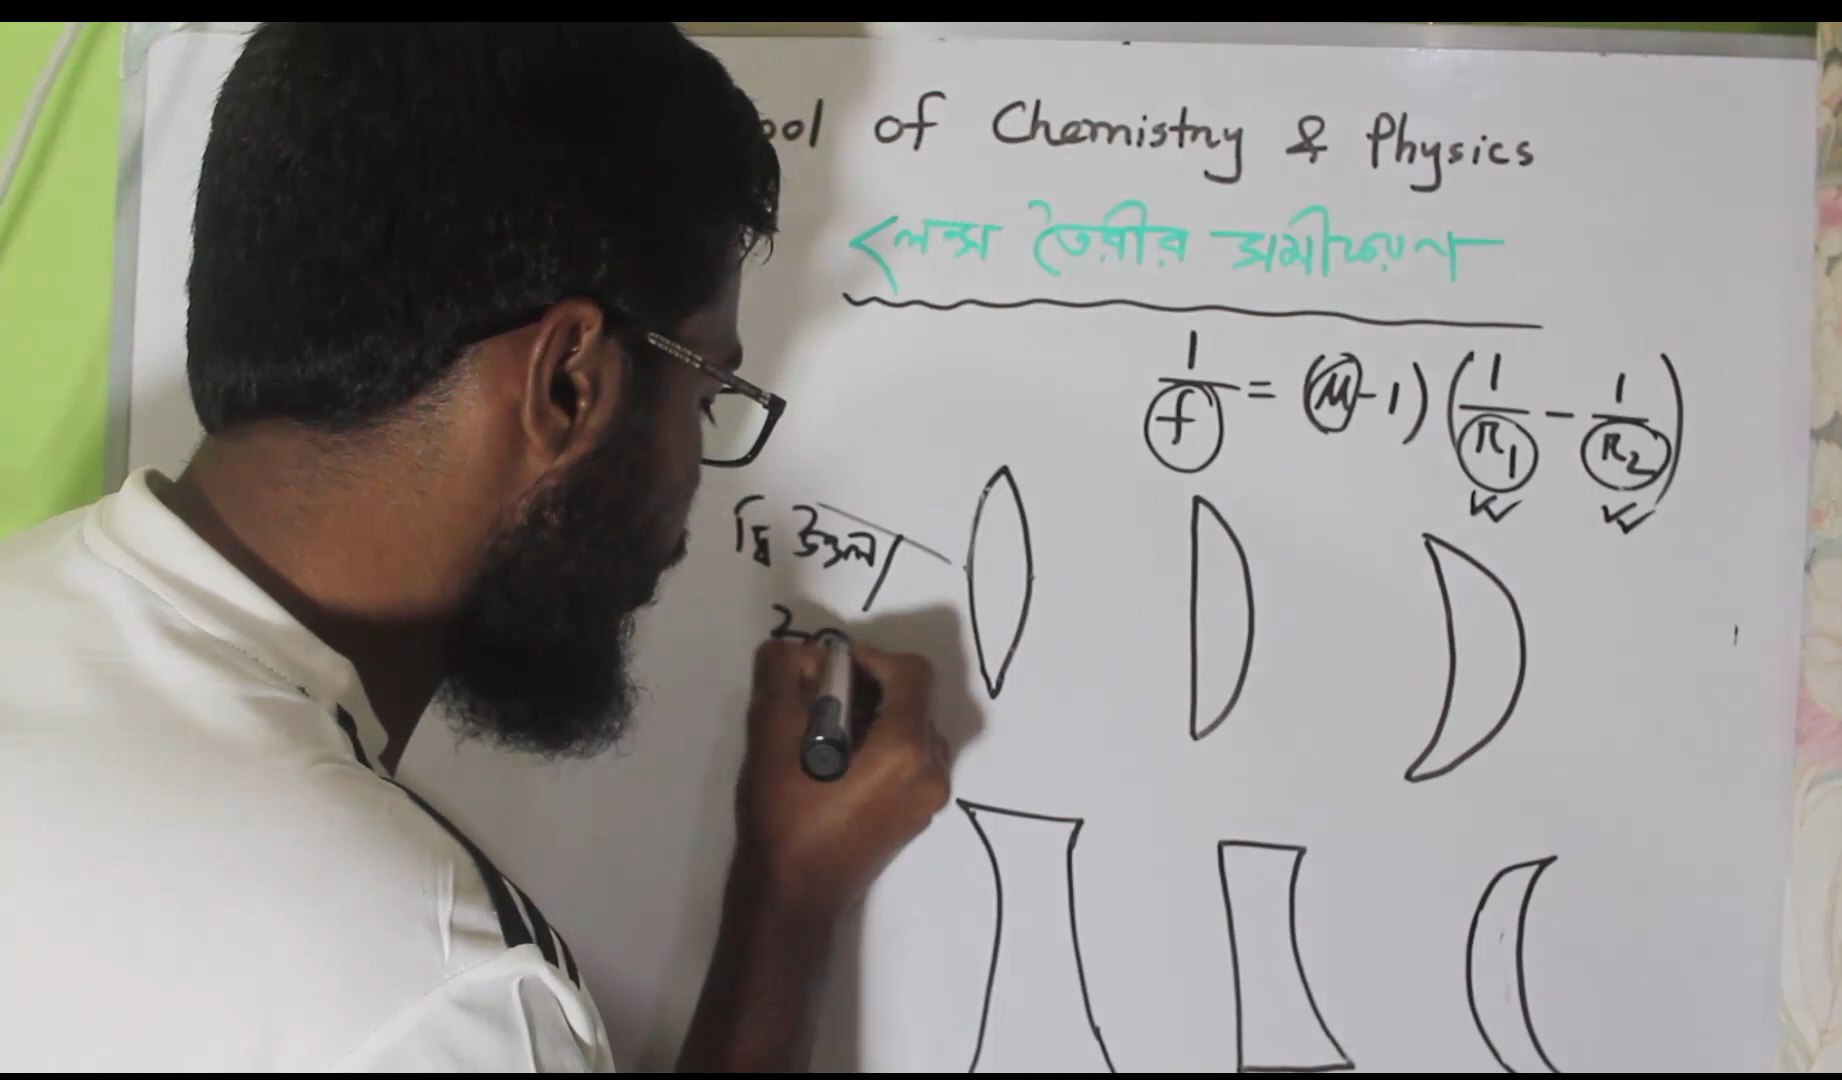 ool of Chemistry & Physics
লেন্স তৈরীর সমীকরণ
1/f = (μ-1) (1/R₁ - 1/R₂)
দ্বি উত্তল